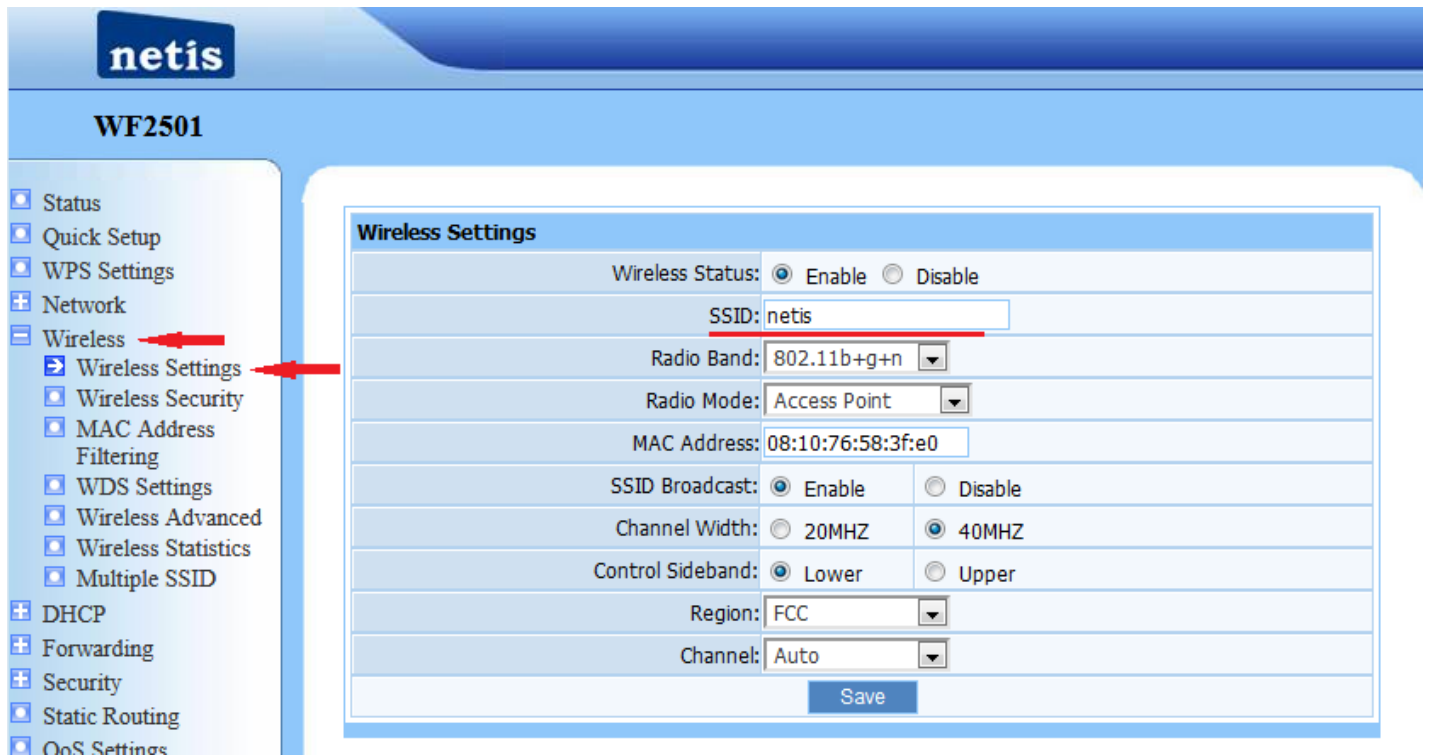 netis
WF2501
Status
Quick Setup
WPS Settings
Network
Wireless
Wireless Settings
Wireless Security
MAC Address
Filtering
WDS Settings
Wireless Advanced
Wireless Statistics
Multiple SSID
DHCP
Forwarding
Security
Static Routing
QoS Settings
Wireless Settings
Wireless Status: Enable Disable
SSID: netis
Radio Band: 802.11b+g+n
Radio Mode: Access Point
MAC Address: 08:10:76:58:3f:e0
SSID Broadcast: Enable Disable
Channel Width: 20MHZ 40MHZ
Control Sideband: Lower Upper
Region: FCC
Channel: Auto
Save